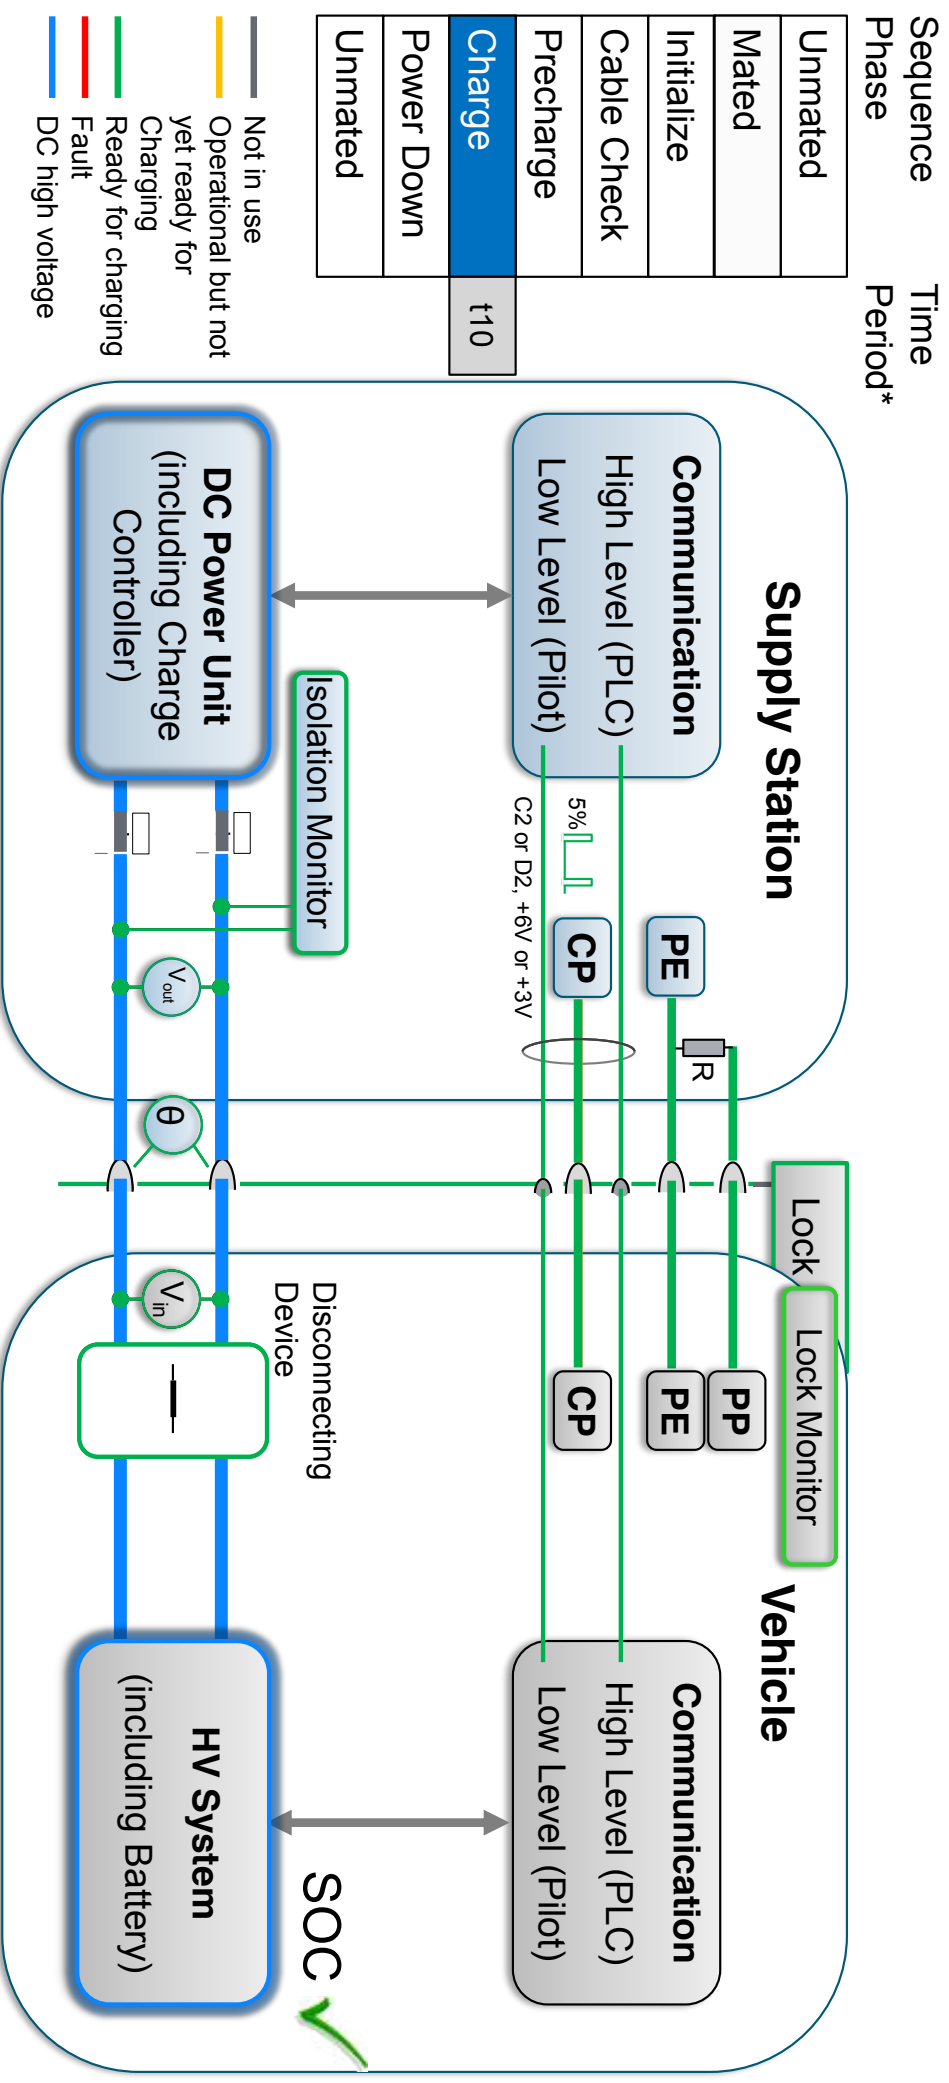 Sequence
Phase
Time
Period*
Unmated
Mated
Initialize
Cable Check
Precharge
Charge
t10
Power Down
Unmated
Not in use
Operational but not
yet ready for
Charging
Ready for charging
Fault
DC high voltage
Supply Station
Communication
High Level (PLC)
Low Level (Pilot)
5%
C2 or D2, +6V or +3V
PE
CP
R
DC Power Unit
(including Charge
Controller)
Isolation Monitor
V out
θ
Lock
Lock Monitor
Vehicle
PP
PE
CP
Communication
High Level (PLC)
Low Level (Pilot)
Disconnecting
Device
V in
SOC
HV System
(including Battery)